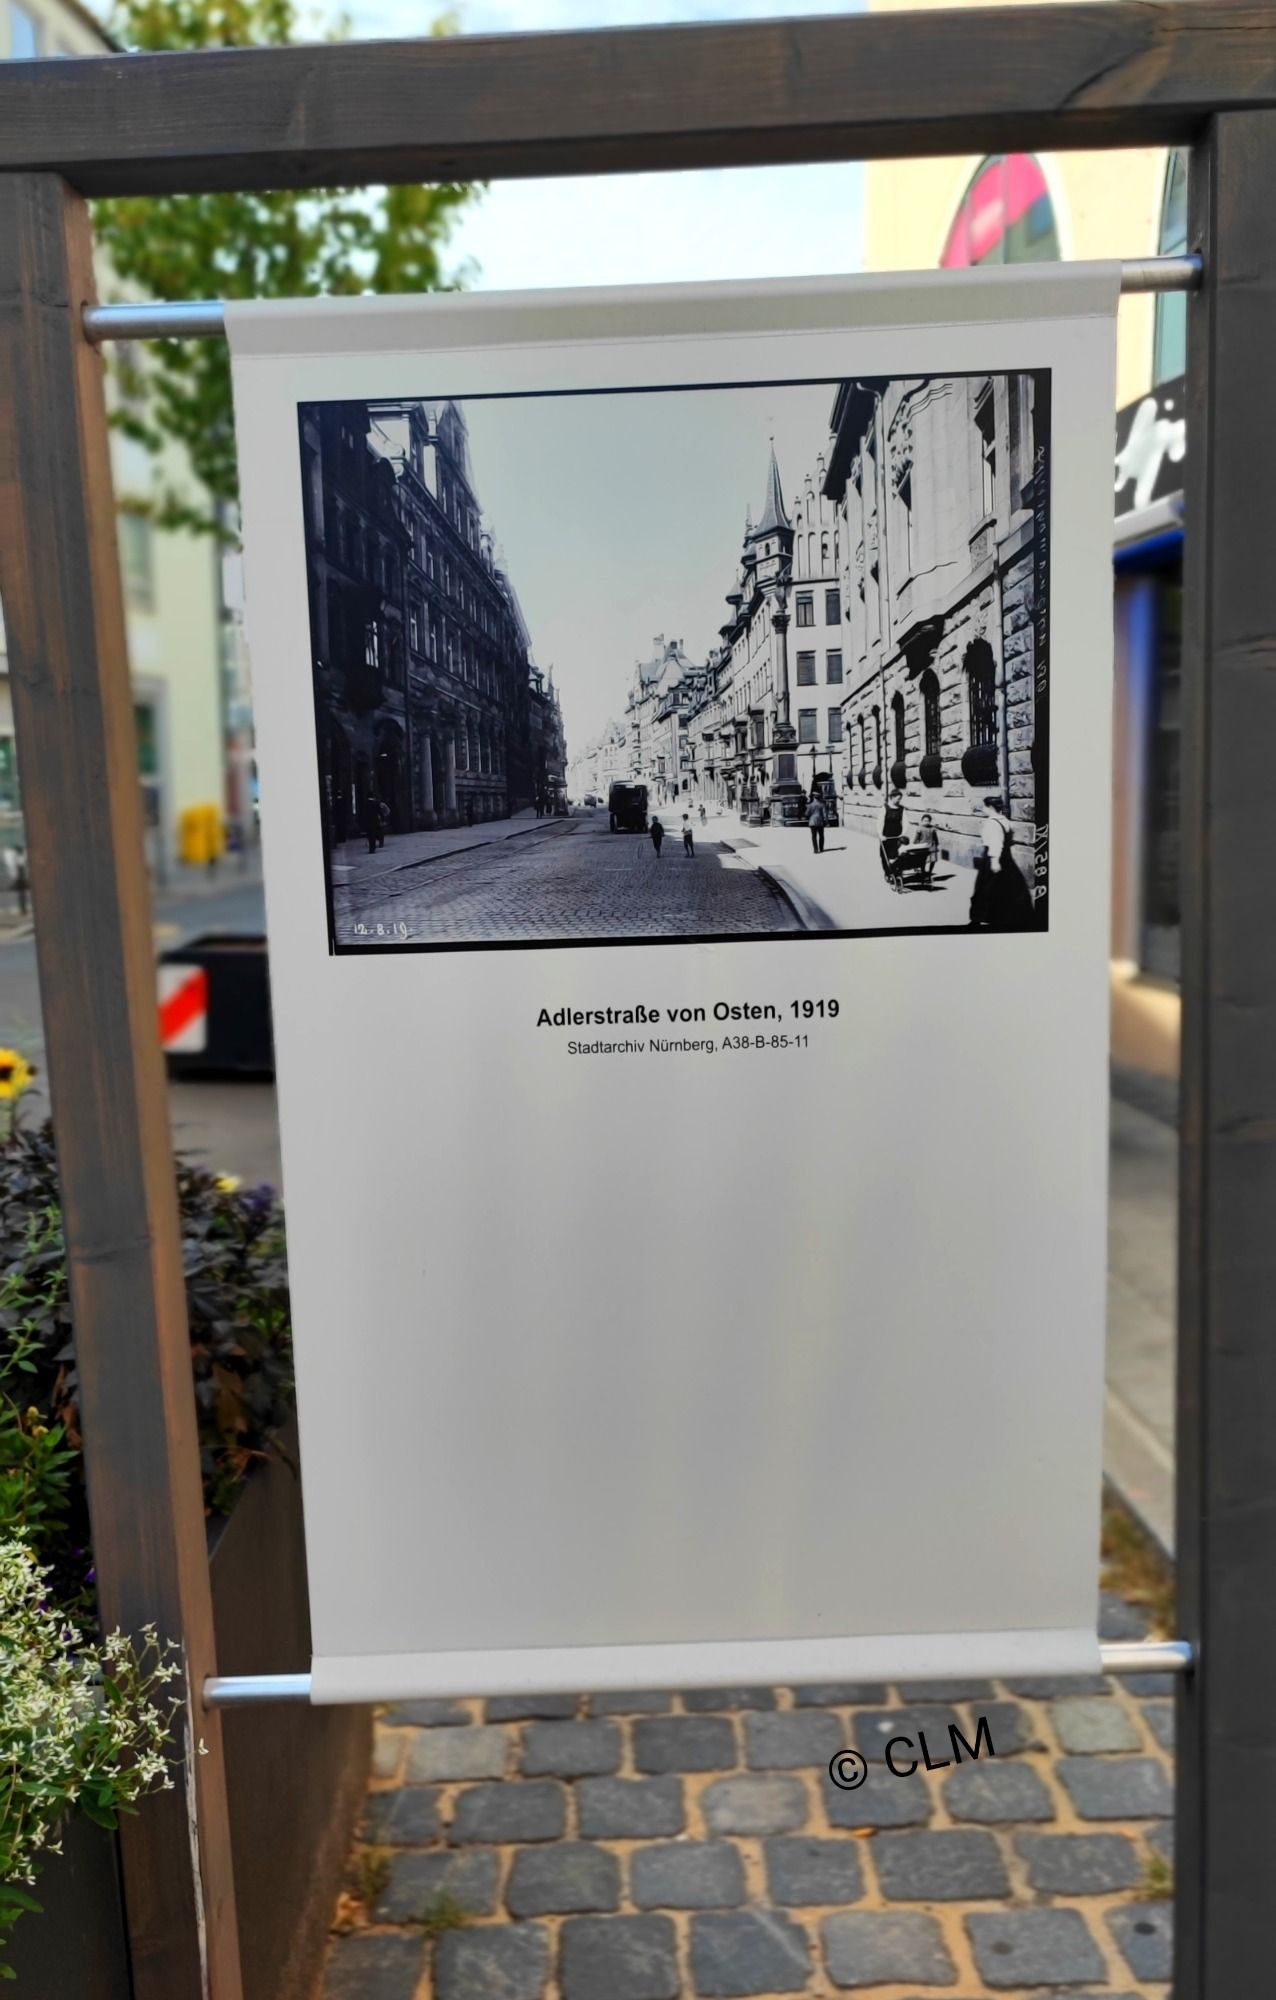 12.8.19
Adlerstraße von Osten, 1919
Stadtarchiv Nürnberg, A38-B-85-11
© CLM